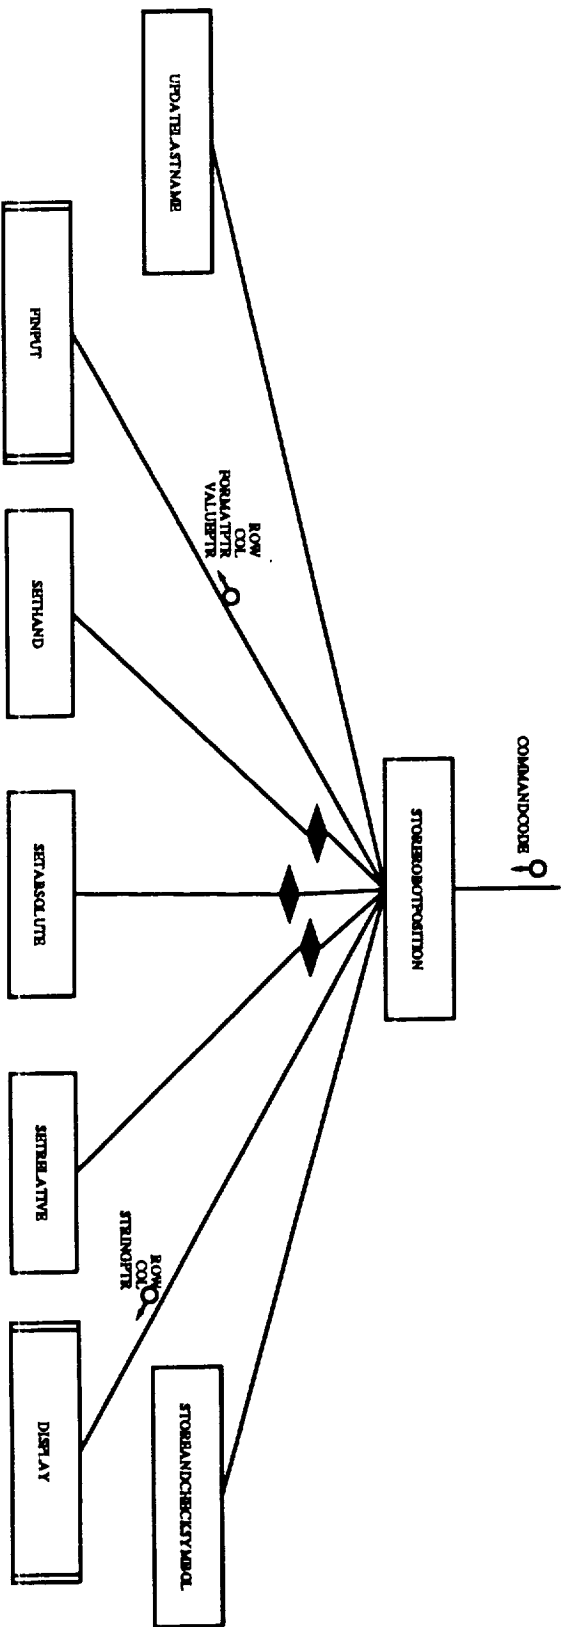 COMMANDCODE
STOREROBOTPOSITION
ROW
COL
FORMATPTR
VALUEPTR
ROW
COL
STRINGPTR
UPDATELASTNAME
STOREANDCHECKSYMBOL
FINPUT
SETHAND
SETABSOLUTE
SETRELATIVE
DISPLAY